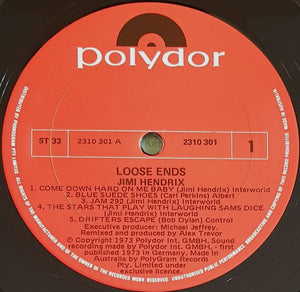 polydor
ST 33
2310 301 A
2310 301
1
LOOSE ENDS
JIMI HENDRIX
1. COME DOWN HARD ON ME BABY (Jimi Hendrix) Interworld
2. BLUE SUEDE SHOES (Carl Perkins) Albert
3. JAM 292 (Jimi Hendrix) Interworld
4. THE STARS THAT PLAY WITH LAUGHING SAMS DICE
(Jimi Hendrix) Interworld
5. DRIFTERS ESCAPE (Bob Dylan) Control
Executive producer: Michael Jeffrey.
Remixed and produced by Alex Trevor
© Copyright 1973 Polydor Int. GMBH. Sound
recording made by Polydor Int. GMBH. - first
published 1973 in Germany. Made in
Australia by PolyGram Records
Pty. Limited under
exclusive licence.